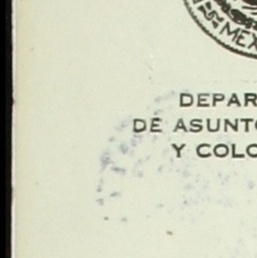 MEX
DEPAR
DE ASUNT
Y COLO